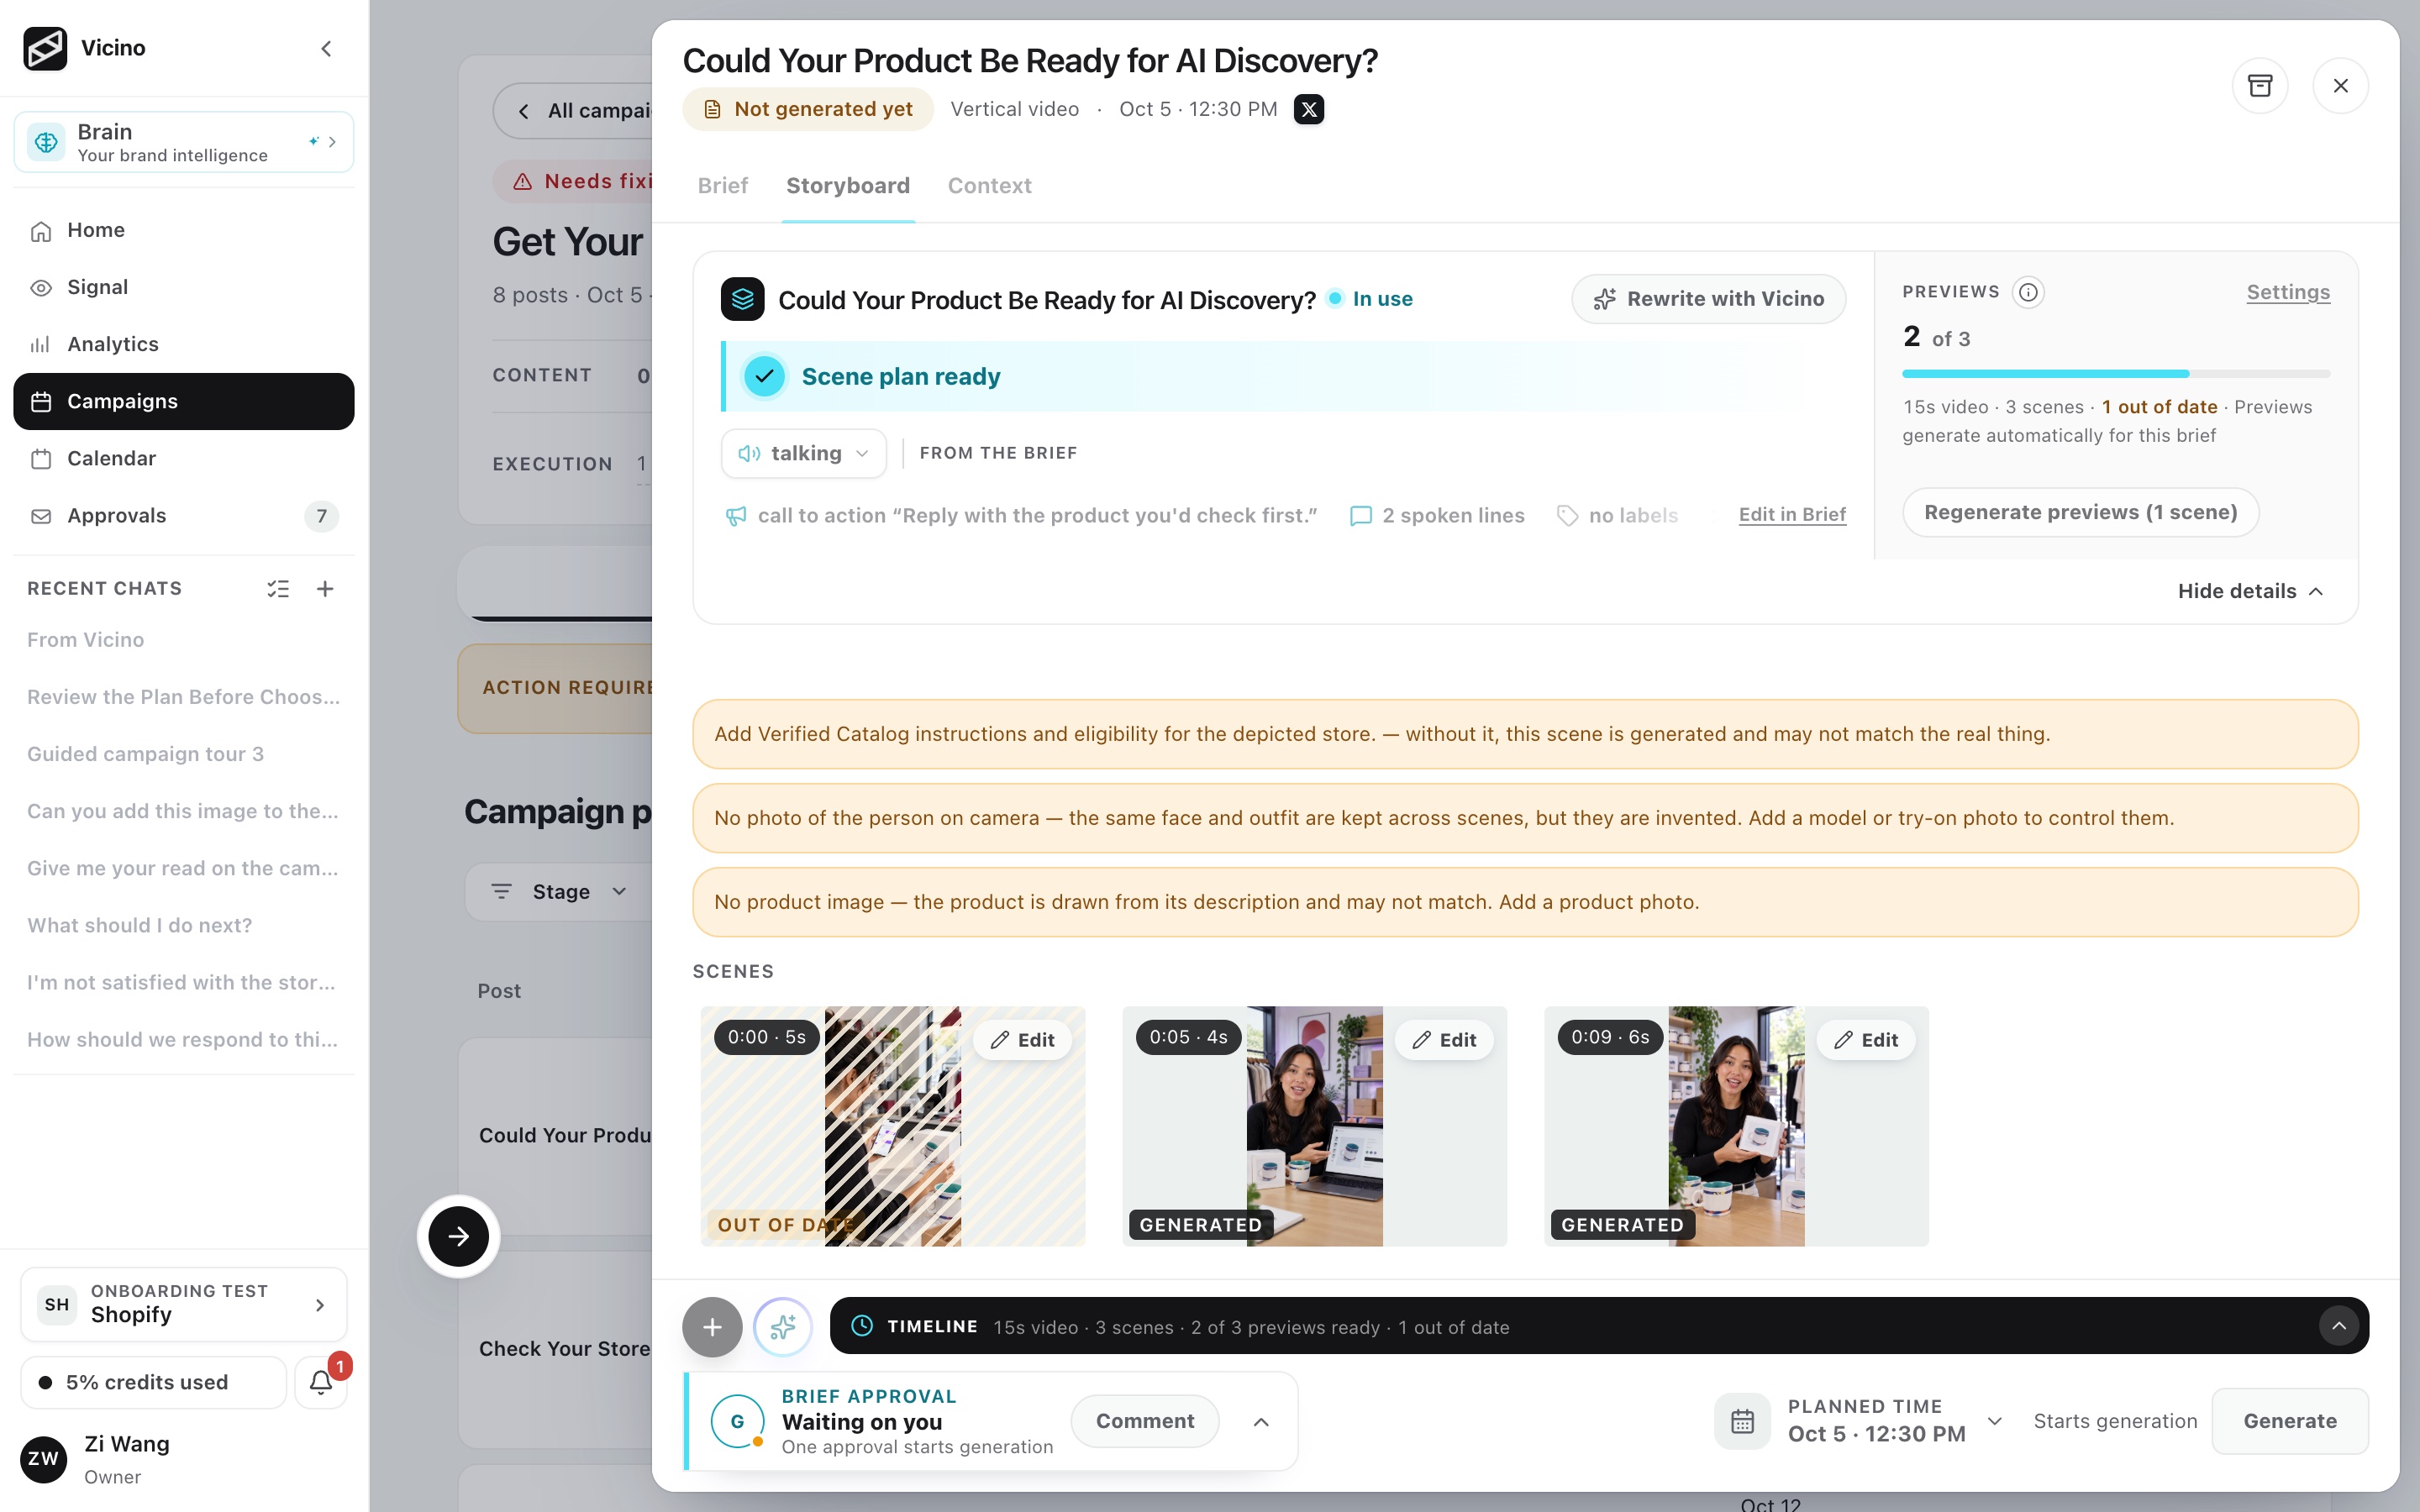 Vicino
Brain
Your brand intelligence
Home
Signal
Analytics
Campaigns
Calendar
Approvals
7
RECENT CHATS
From Vicino
Review the Plan Before Choos...
Guided campaign tour 3
Can you add this image to the...
Give me your read on the cam...
What should I do next?
I'm not satisfied with the stor...
How should we respond to thi...
SH
ONBOARDING TEST
Shopify
5% credits used
1
ZW
Zi Wang
Owner
All campai
Needs fixi
Get Your
8 posts · Oct 5 ·
CONTENT 0
EXECUTION 1
ACTION REQUIRE
Campaign p
Stage
Post
Could Your Produ
Check Your Store
Oct 12
Could Your Product Be Ready for AI Discovery?
Not generated yet
Vertical video · Oct 5 · 12:30 PM
Brief
Storyboard
Context
Could Your Product Be Ready for AI Discovery?
In use
Rewrite with Vicino
Scene plan ready
talking
FROM THE BRIEF
call to action “Reply with the product you'd check first.”
2 spoken lines
no labels
Edit in Brief
PREVIEWS
Settings
2 of 3
15s video · 3 scenes · 1 out of date · Previews
generate automatically for this brief
Regenerate previews (1 scene)
Hide details
Add Verified Catalog instructions and eligibility for the depicted store. — without it, this scene is generated and may not match the real thing.
No photo of the person on camera — the same face and outfit are kept across scenes, but they are invented. Add a model or try-on photo to control them.
No product image — the product is drawn from its description and may not match. Add a product photo.
SCENES
0:00 · 5s
Edit
OUT OF DATE
0:05 · 4s
Edit
GENERATED
0:09 · 6s
Edit
GENERATED
TIMELINE 15s video · 3 scenes · 2 of 3 previews ready · 1 out of date
G
BRIEF APPROVAL
Waiting on you
One approval starts generation
Comment
PLANNED TIME
Oct 5 · 12:30 PM
Starts generation
Generate